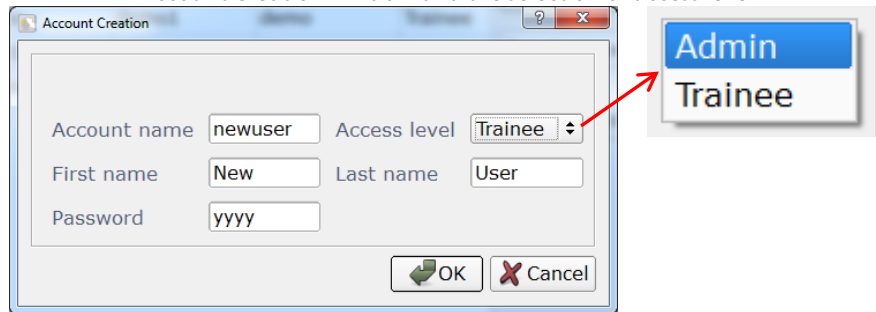 Account Creation
?
X
Account name newuser Access level Trainee
First name New Last name User
Password yyyy
OK Cancel
Admin
Trainee